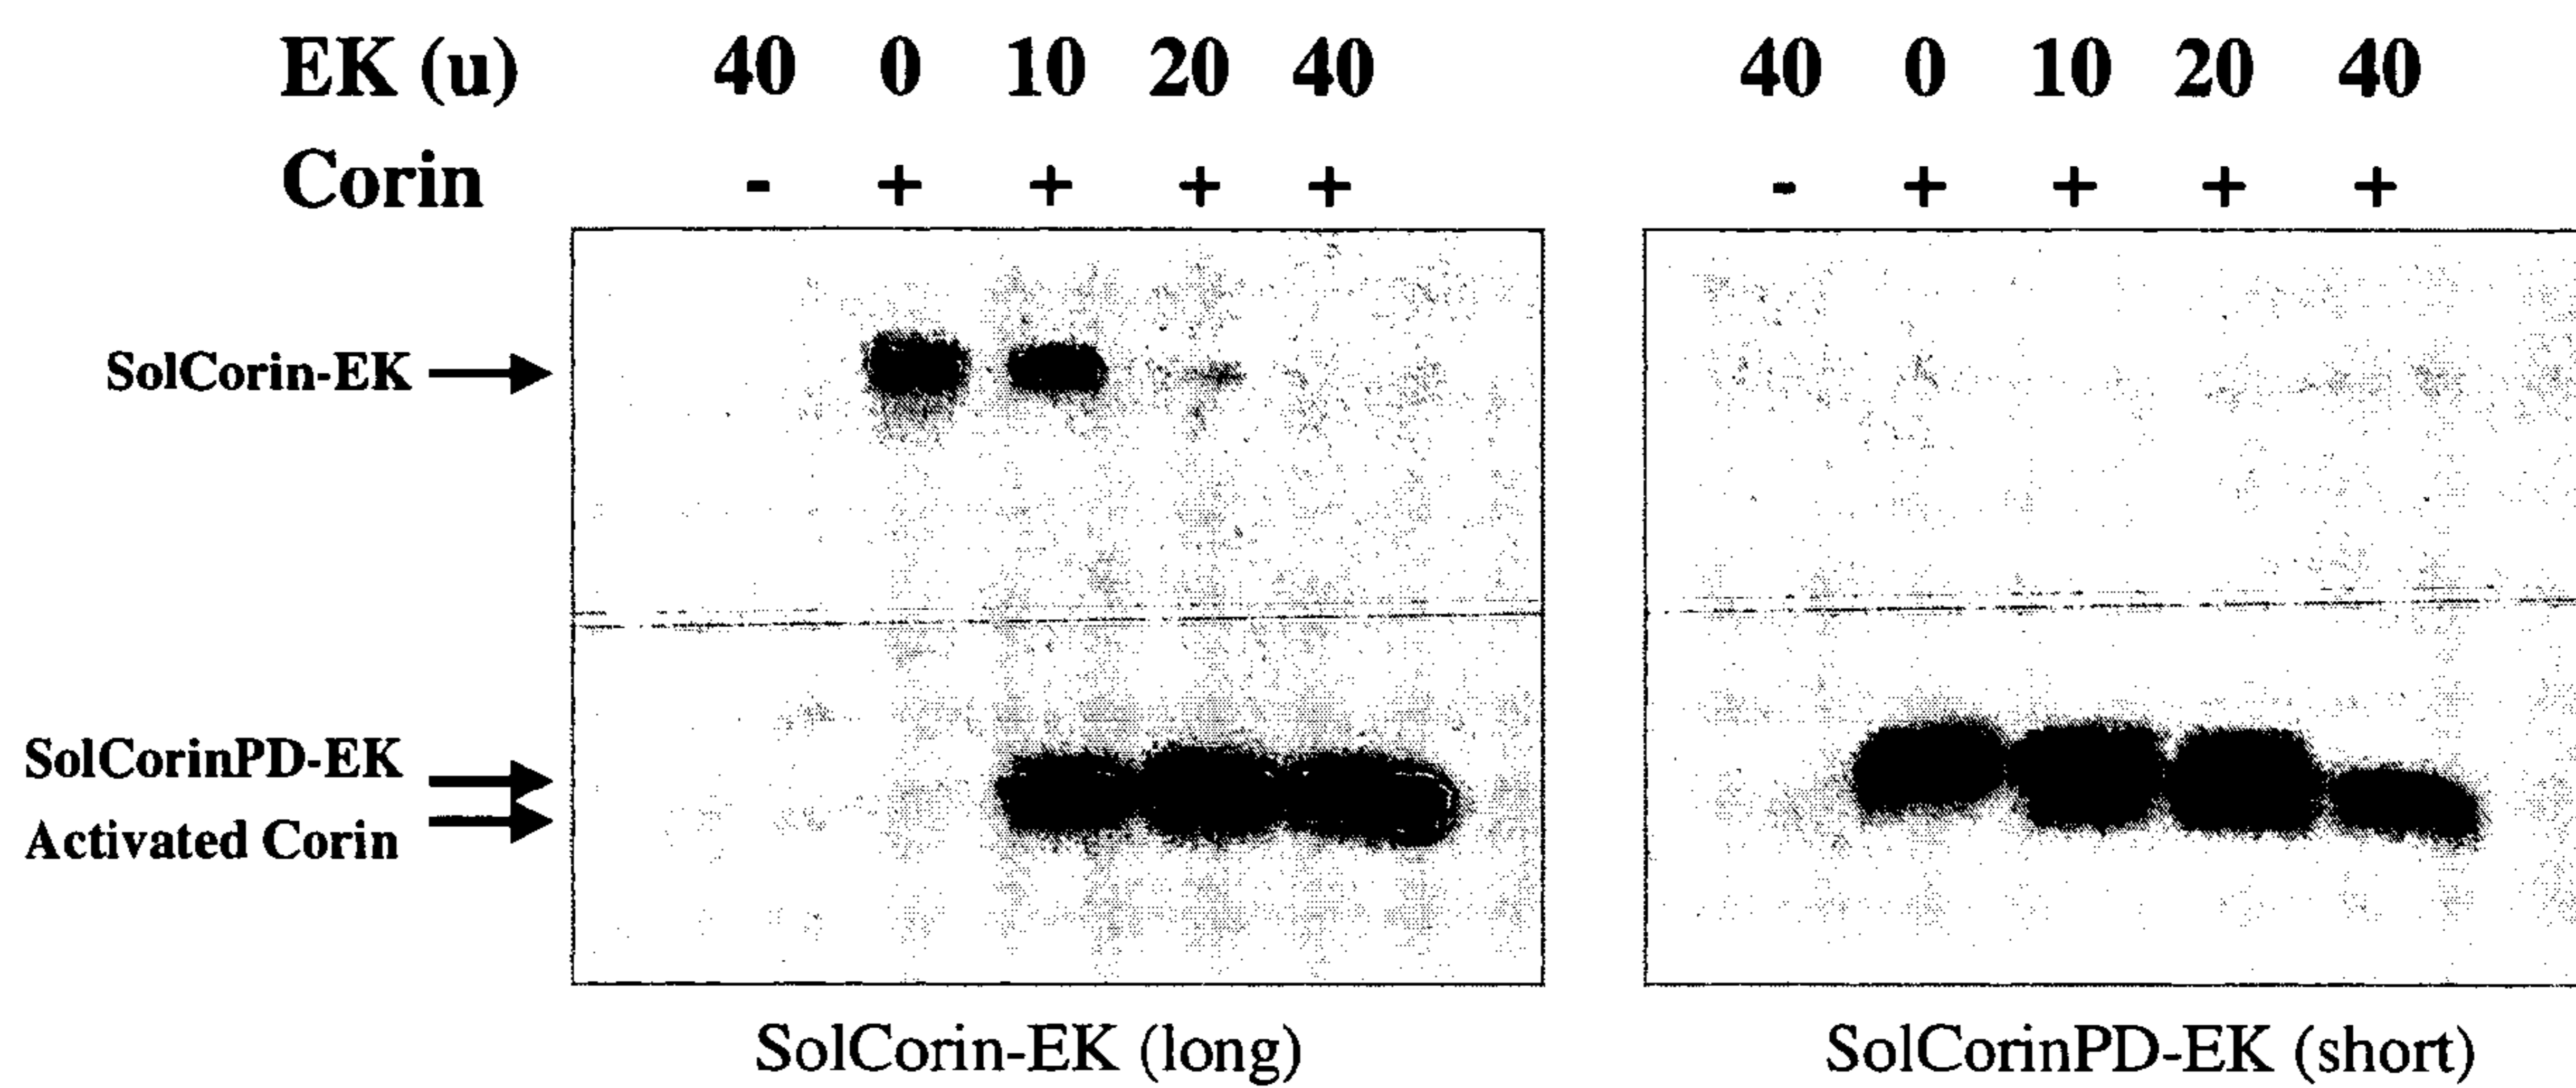 EK (u) 40 0 10 20 40 40 0 10 20 40
Corin - + + + + - + + + +
SolCorin-EK
SolCorinPD-EK
Activated Corin
SolCorin-EK (long) SolCorinPD-EK (short)